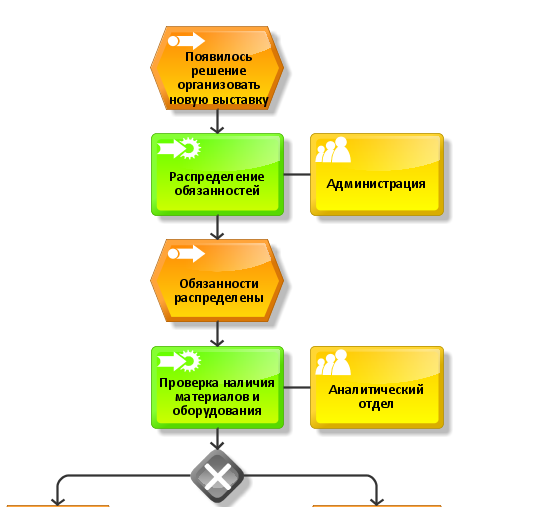 Появилось
решение
организовать
новую выставку
Распределение
обязанностей
Администрация
Обязанности
распределены
Проверка наличия
материалов и
оборудования
Аналитический
отдел